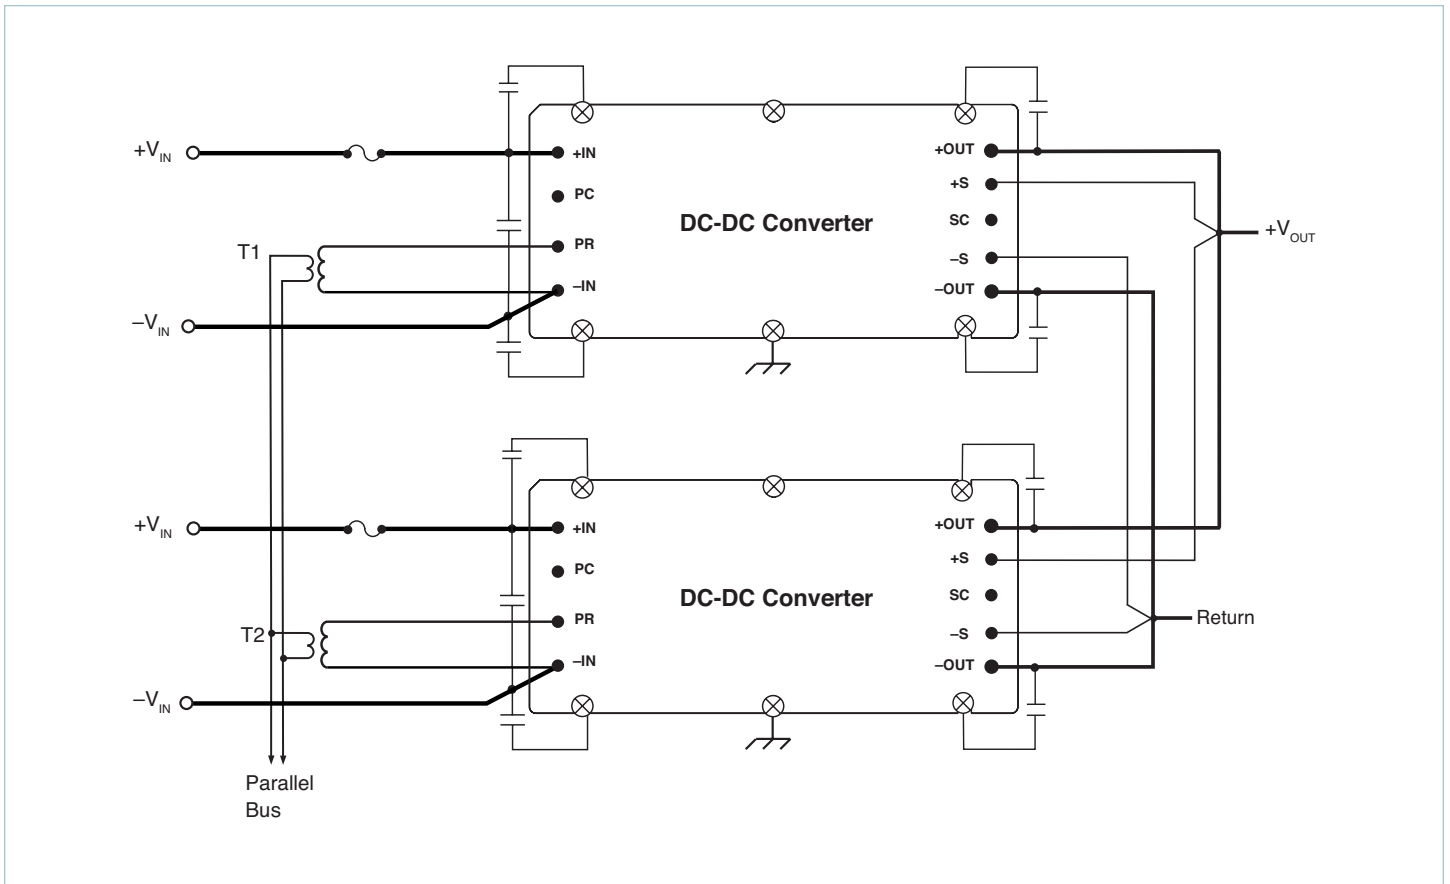 +VIN
+IN
PC
PR
–IN
T1
–VIN
DC-DC Converter
+OUT
+S
SC
–S
–OUT
+VOUT
+VIN
+IN
PC
PR
–IN
T2
–VIN
DC-DC Converter
+OUT
+S
SC
–S
–OUT
Return
Parallel
Bus